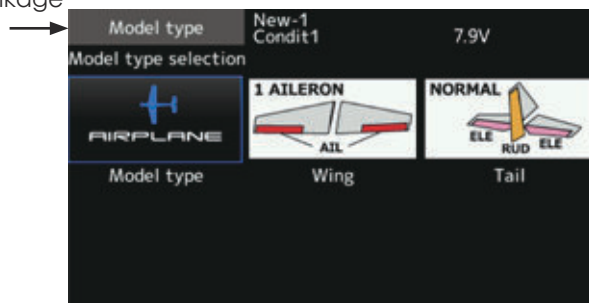 Model type
New-1
Condit1
7.9V
Model type selection
AIRPLANE
1 AILERON
AIL
NORMAL
ELE
RUD
ELE
Model type
Wing
Tail